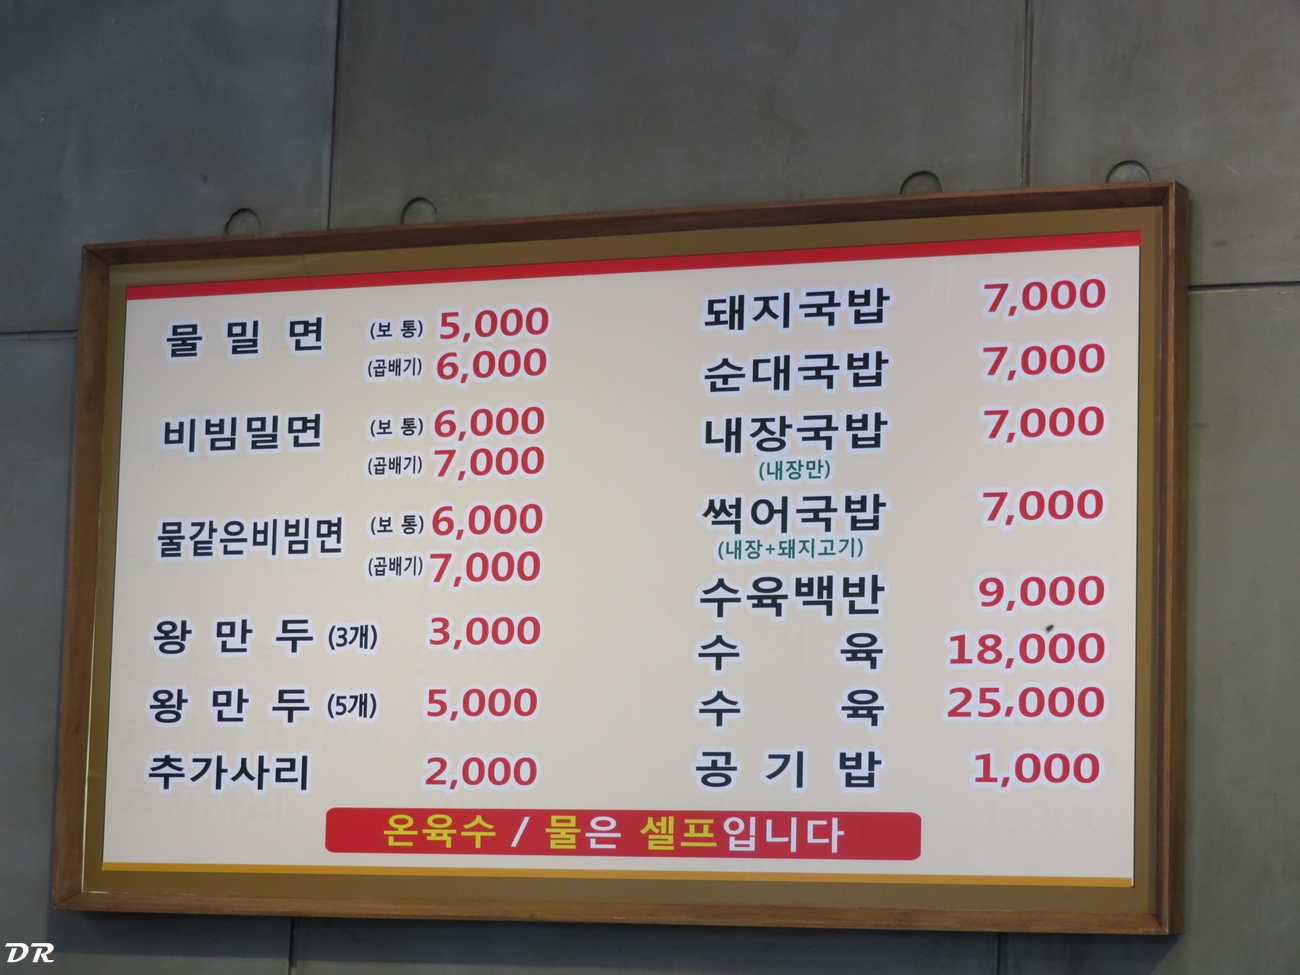 물 밀 면 (보 통) 5,000
(곱배기) 6,000
비빔밀면 (보 통) 6,000
(곱배기) 7,000
물같은비빔면 (보 통) 6,000
(곱배기) 7,000
왕 만 두 (3개) 3,000
왕 만 두 (5개) 5,000
추가사리 2,000
돼지국밥 7,000
순대국밥 7,000
내장국밥 7,000
(내장만)
썩어국밥 7,000
(내장+돼지고기)
수육백반 9,000
수 육 18,000
수 육 25,000
공 기 밥 1,000
온육수 / 물은 셀프입니다
DR